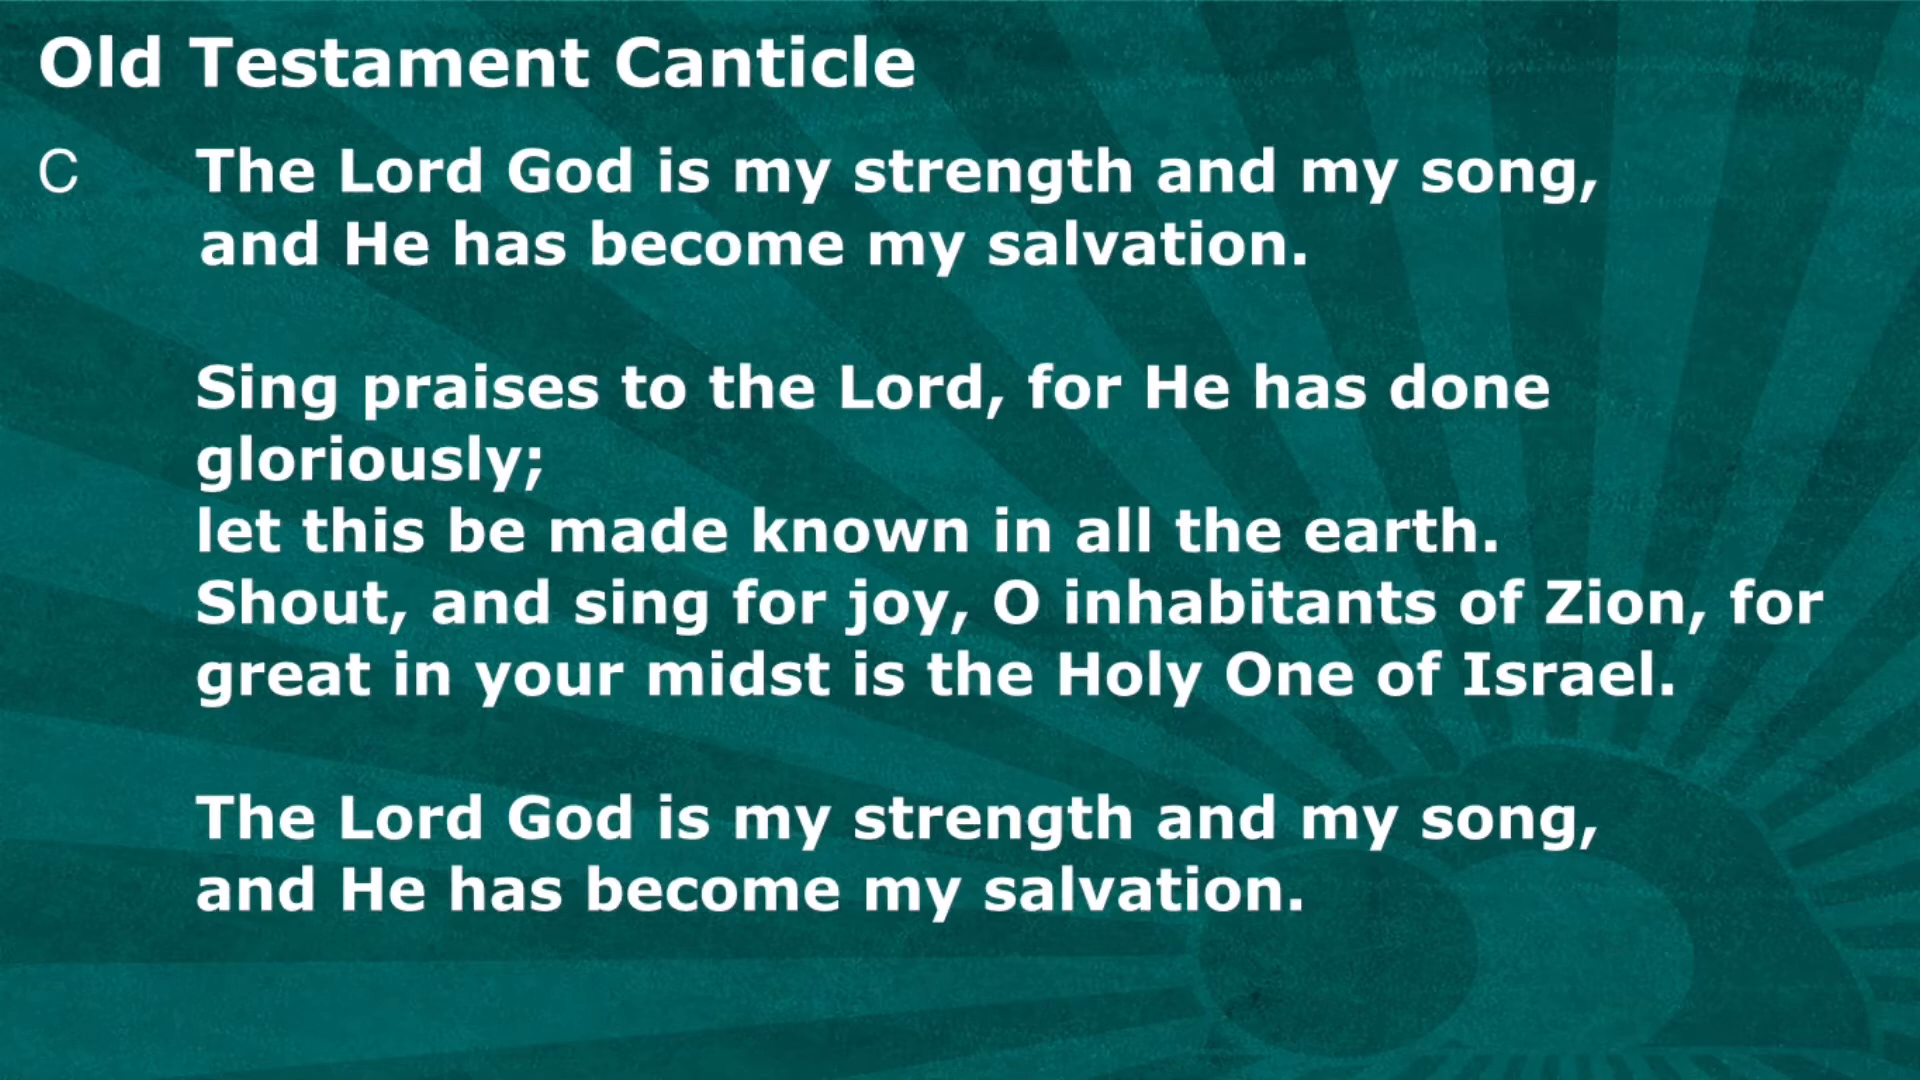 Old Testament Canticle
C The Lord God is my strength and my song,
and He has become my salvation.
Sing praises to the Lord, for He has done
gloriously;
let this be made known in all the earth.
Shout, and sing for joy, O inhabitants of Zion, for
great in your midst is the Holy One of Israel.
The Lord God is my strength and my song,
and He has become my salvation.